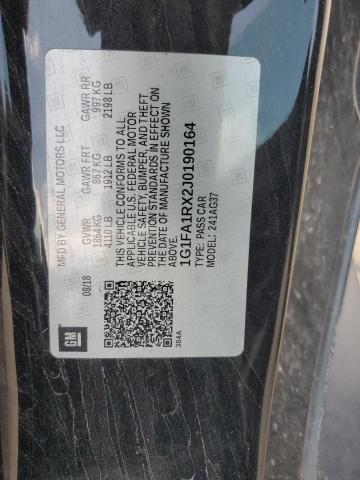 MFD BY GENERAL MOTORS LLC
08/18 GVWR GAWR FRT GAWR RR
1864KG 867 KG 997 KG
4110 LB 1912 LB 2198 LB
THIS VEHICLE CONFORMS TO ALL
APPLICABLE U.S. FEDERAL MOTOR
VEHICLE SAFETY, BUMPER, AND THEFT
PREVENTION STANDARDS IN EFFECT ON
THE DATE OF MANUFACTURE SHOWN
ABOVE.
1G1FA1RX2J0190164
TYPE: PASS CAR
MODEL: 241AG37
GM
384A